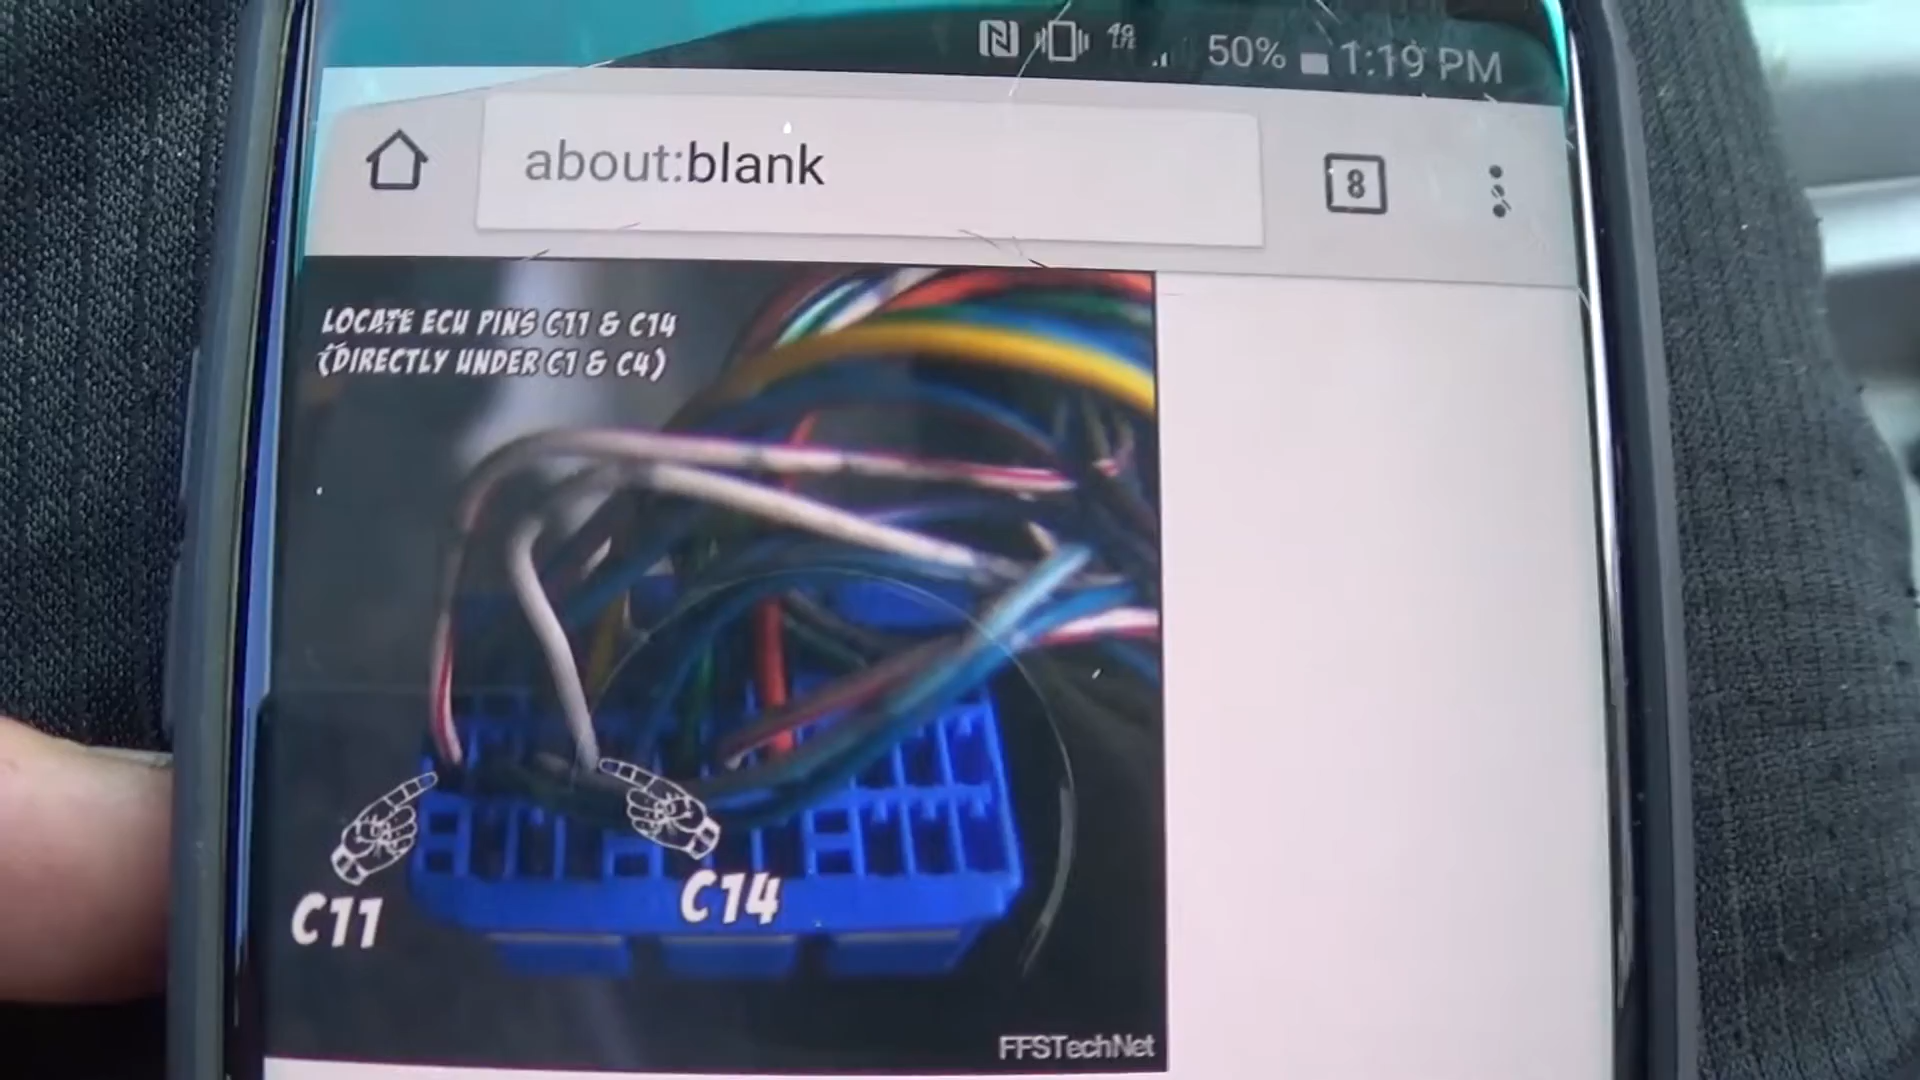 50% 1:19 PM
about:blank
8
LOCATE ECU PINS C11 & C14
(DIRECTLY UNDER C1 & C4)
C11
C14
FFSTechNet